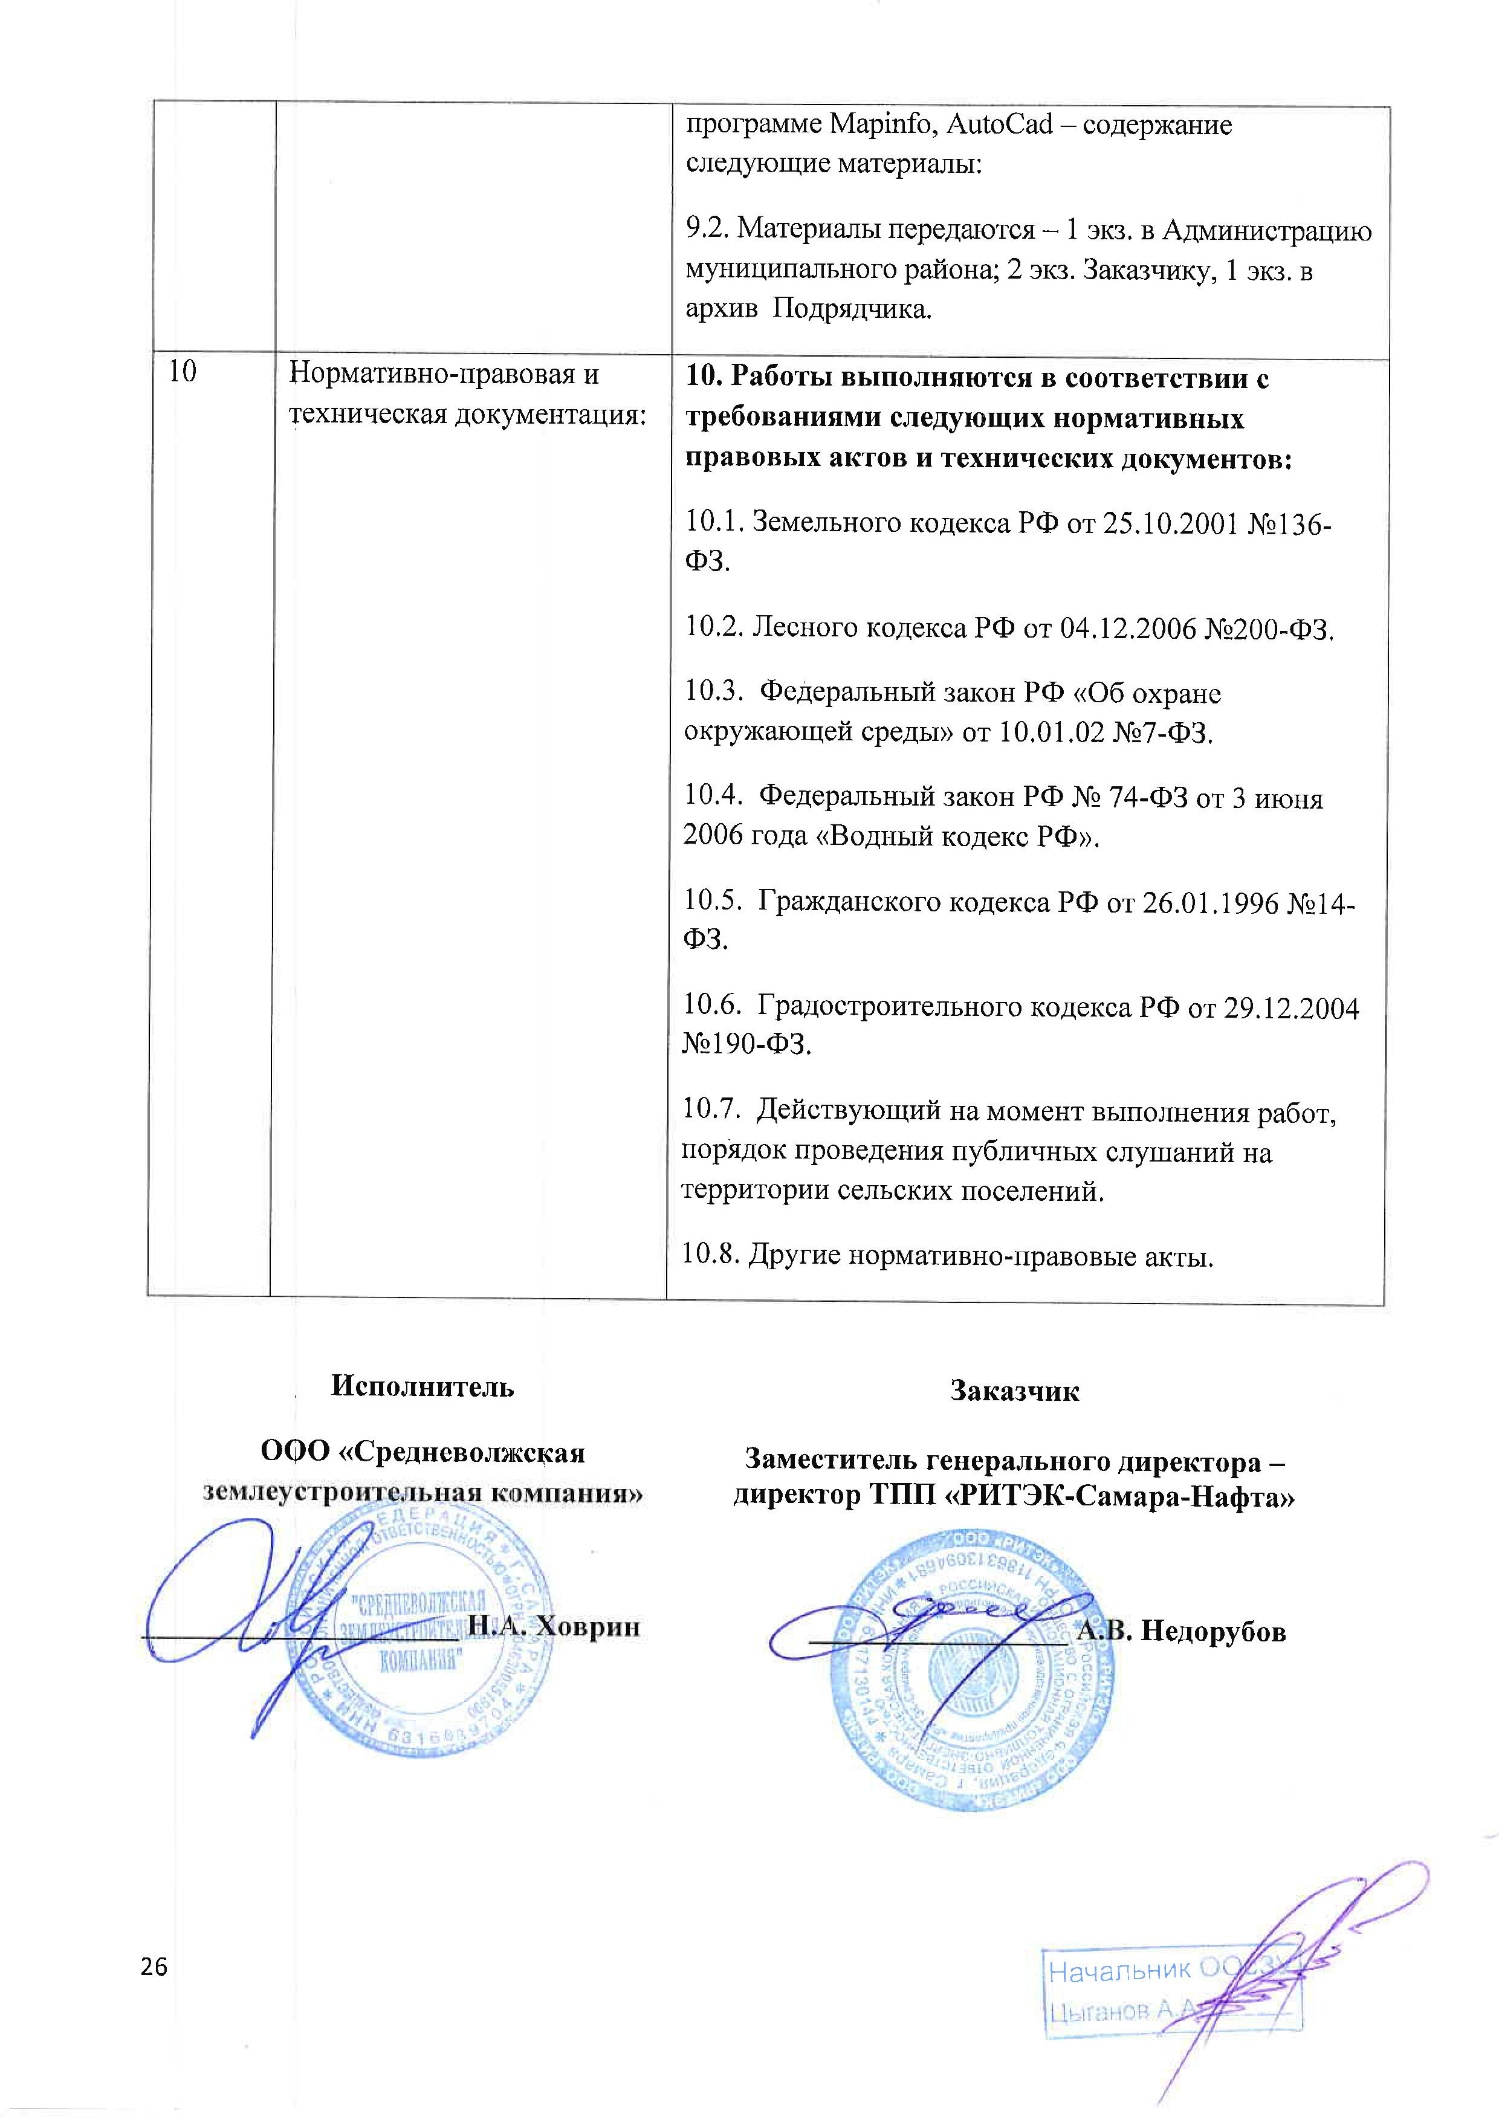 программе Mapinfo, AutoCad – содержание
следующие материалы:
9.2. Материалы передаются – 1 экз. в Администрацию
муниципального района; 2 экз. Заказчику, 1 экз. в
архив  Подрядчика.
10
Нормативно-правовая и
техническая документация:
10. Работы выполняются в соответствии с
требованиями следующих нормативных
правовых актов и технических документов:
10.1. Земельного кодекса РФ от 25.10.2001 №136-
ФЗ.
10.2. Лесного кодекса РФ от 04.12.2006 №200-ФЗ.
10.3.  Федеральный закон РФ «Об охране
окружающей среды» от 10.01.02 №7-ФЗ.
10.4.  Федеральный закон РФ № 74-ФЗ от 3 июня
2006 года «Водный кодекс РФ».
10.5.  Гражданского кодекса РФ от 26.01.1996 №14-
ФЗ.
10.6.  Градостроительного кодекса РФ от 29.12.2004
№190-ФЗ.
10.7.  Действующий на момент выполнения работ,
порядок проведения публичных слушаний на
территории сельских поселений.
10.8. Другие нормативно-правовые акты.
Исполнитель
ООО «Средневолжская
землеустроительная компания»
"СРЕДНЕВОЛЖСКАЯ
ЗЕМЛЕУСТРОИТЕЛЬНАЯ
КОМПАНИЯ"
Н.А. Ховрин
Заказчик
Заместитель генерального директора –
директор ТПП «РИТЭК-Самара-Нафта»
А.В. Недорубов
26
Начальник
Цыганов А.А.